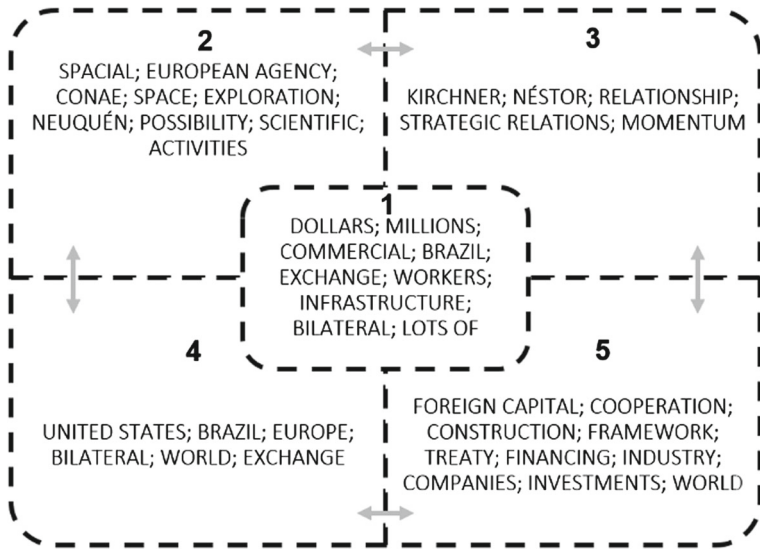 2
SPACIAL; EUROPEAN AGENCY;
CONAE; SPACE; EXPLORATION;
NEUQUÉN; POSSIBILITY; SCIENTIFIC;
ACTIVITIES
3
KIRCHNER; NÉSTOR; RELATIONSHIP;
STRATEGIC RELATIONS; MOMENTUM
1
DOLLARS; MILLIONS;
COMMERCIAL; BRAZIL;
EXCHANGE; WORKERS;
INFRASTRUCTURE;
BILATERAL; LOTS OF
4
UNITED STATES; BRAZIL; EUROPE;
BILATERAL; WORLD; EXCHANGE
5
FOREIGN CAPITAL; COOPERATION;
CONSTRUCTION; FRAMEWORK;
TREATY; FINANCING; INDUSTRY;
COMPANIES; INVESTMENTS; WORLD